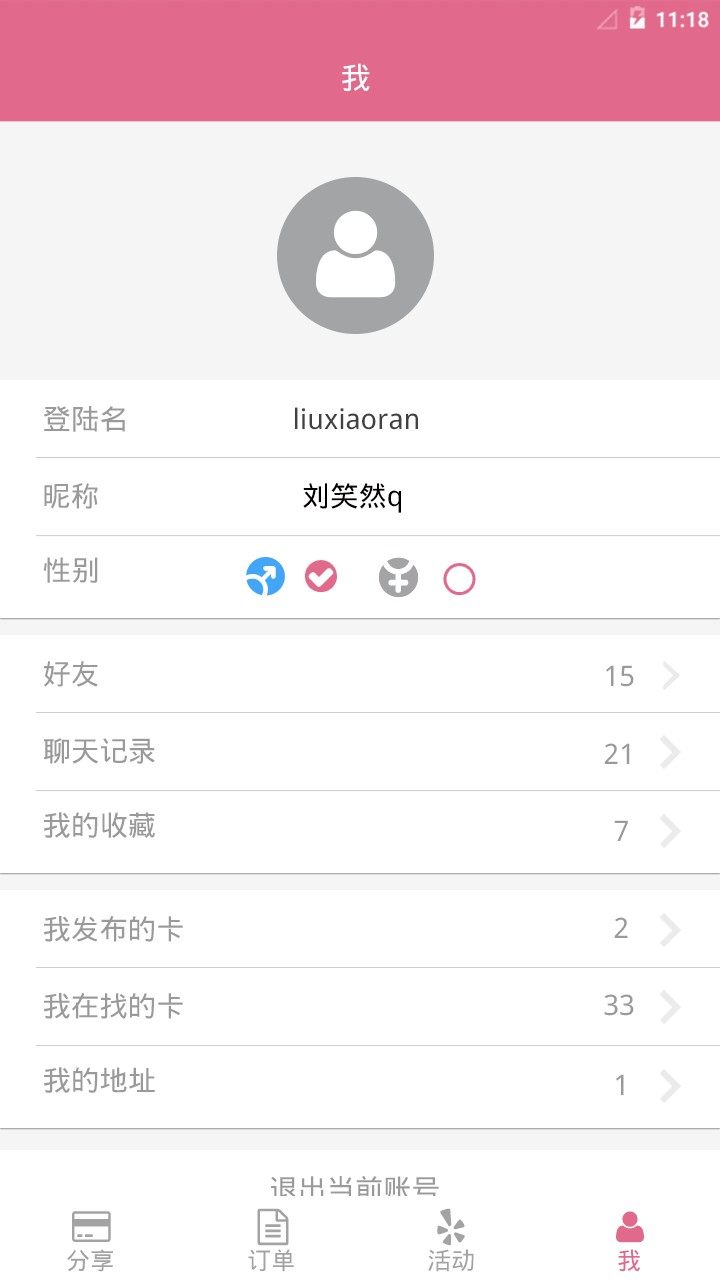 11:18
我
登陆名 liuxiaoran
昵称 刘笑然q
性别
好友 15
聊天记录 21
我的收藏 7
我发布的卡 2
我在找的卡 33
我的地址 1
退出当前账号
分享 订单 活动 我